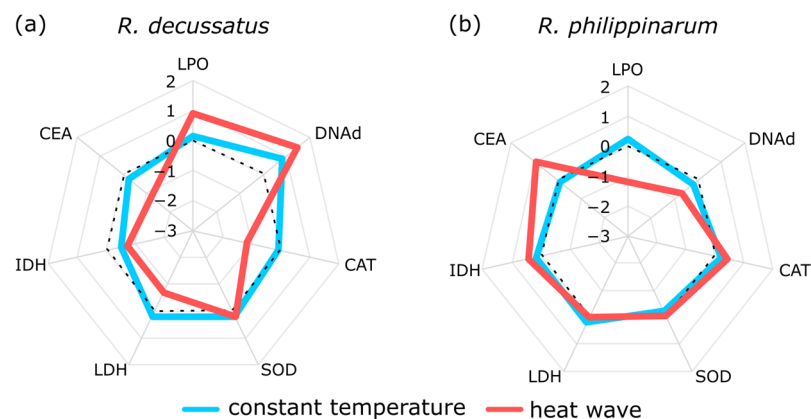 (a) R. decussatus
LPO
2
1
0
−1
−2
−3
DNAd
CAT
SOD
LDH
IDH
CEA
(b) R. philippinarum
LPO
2
1
0
−1
−2
−3
DNAd
CAT
SOD
LDH
IDH
CEA
constant temperature heat wave